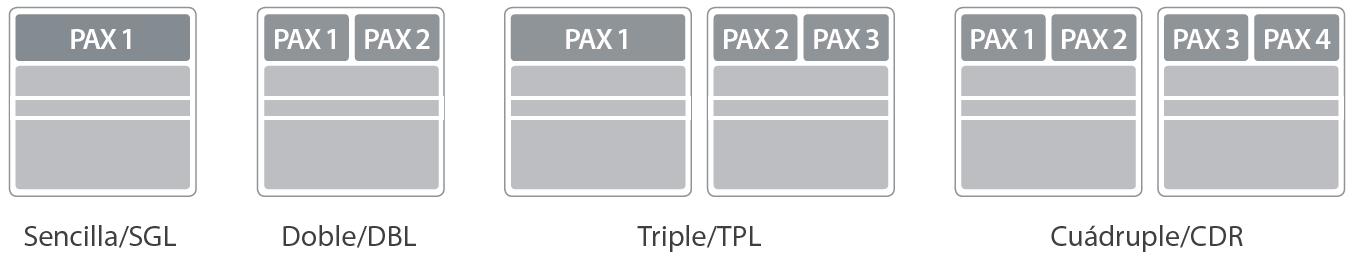 PAX 1
PAX 1 PAX 2
PAX 1 PAX 2 PAX 3
PAX 1 PAX 2 PAX 3 PAX 4
Sencilla/SGL
Doble/DBL
Triple/TPL
Cuádruple/CDR